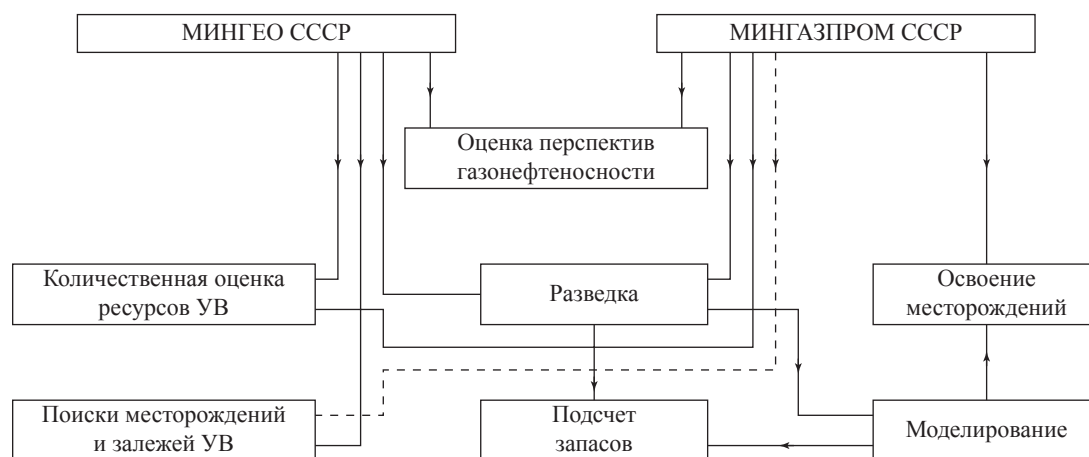 МИНГЕО СССР
МИНГАЗПРОМ СССР
Оценка перспектив
газонефтеносности
Количественная оценка
ресурсов УВ
Разведка
Освоение
месторождений
Поиски месторождений
и залежей УВ
Подсчет
запасов
Моделирование